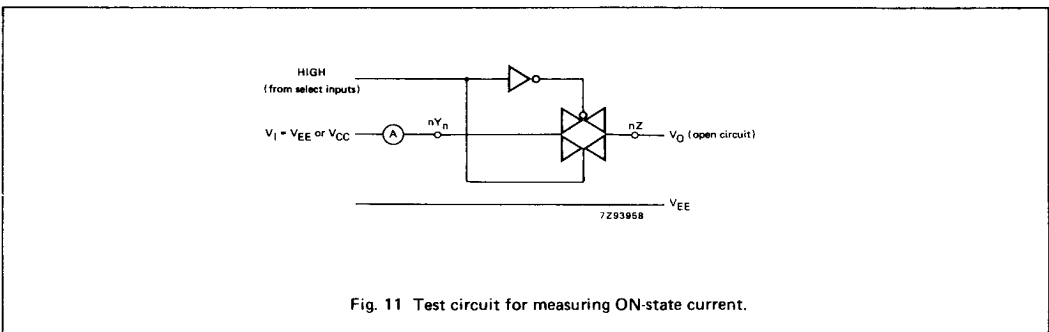 HIGH
(from select inputs)
V_I = V_EE or V_CC
A
nY_n
nZ
V_O (open circuit)
V_EE
7Z93958
Fig. 11 Test circuit for measuring ON-state current.